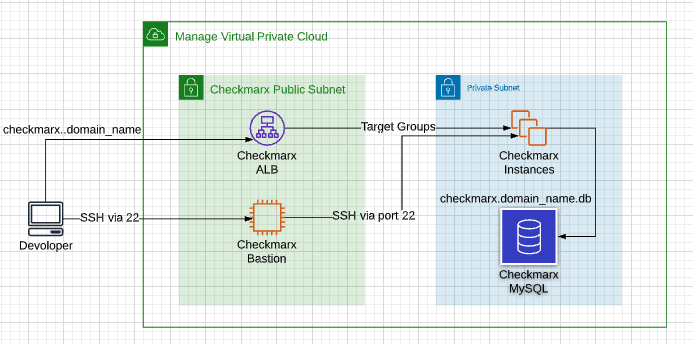 Manage Virtual Private Cloud
Checkmarx Public Subnet
Private Subnet
checkmarx..domain_name
Target Groups
Checkmarx
ALB
Checkmarx
Instances
checkmarx.domain_name.db
SSH via 22
SSH via port 22
Devoloper
Checkmarx
Bastion
Checkmarx
MySQL